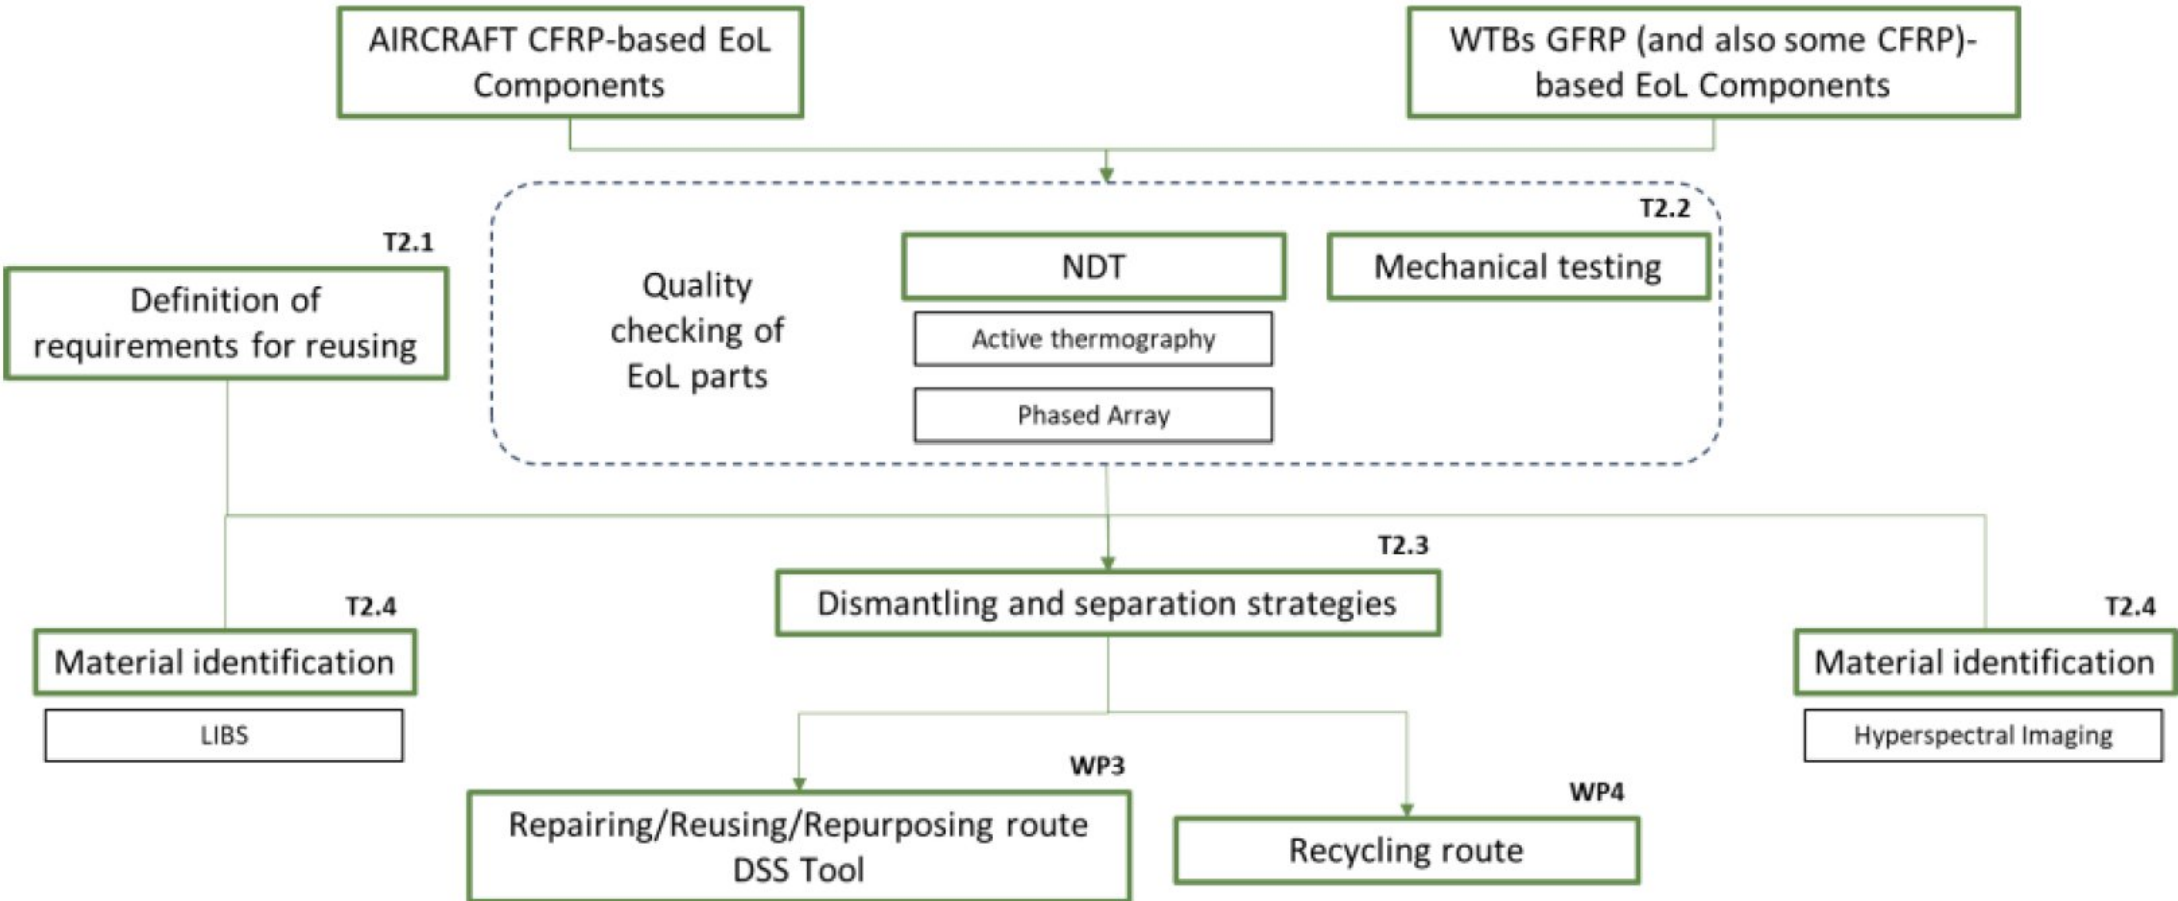 AIRCRAFT CFRP-based EoL
Components
WTBs GFRP (and also some CFRP)-
based EoL Components
T2.1
Definition of
requirements for reusing
T2.2
Quality
checking of
EoL parts
NDT
Active thermography
Phased Array
Mechanical testing
T2.3
Dismantling and separation strategies
T2.4
Material identification
LIBS
T2.4
Material identification
Hyperspectral Imaging
WP3
Repairing/Reusing/Repurposing route
DSS Tool
WP4
Recycling route